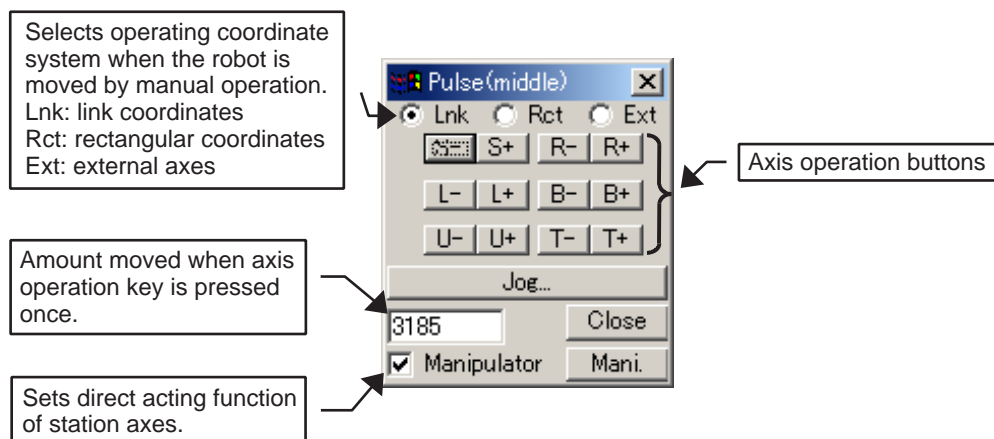 Selects operating coordinate
system when the robot is
moved by manual operation.
Lnk: link coordinates
Rct: rectangular coordinates
Ext: external axes
Pulse(middle)
Lnk Rct Ext
S- S+ R- R+
L- L+ B- B+
U- U+ T- T+
Axis operation buttons
Jog...
Amount moved when axis
operation key is pressed
once.
3185 Close
Manipulator Mani.
Sets direct acting function
of station axes.